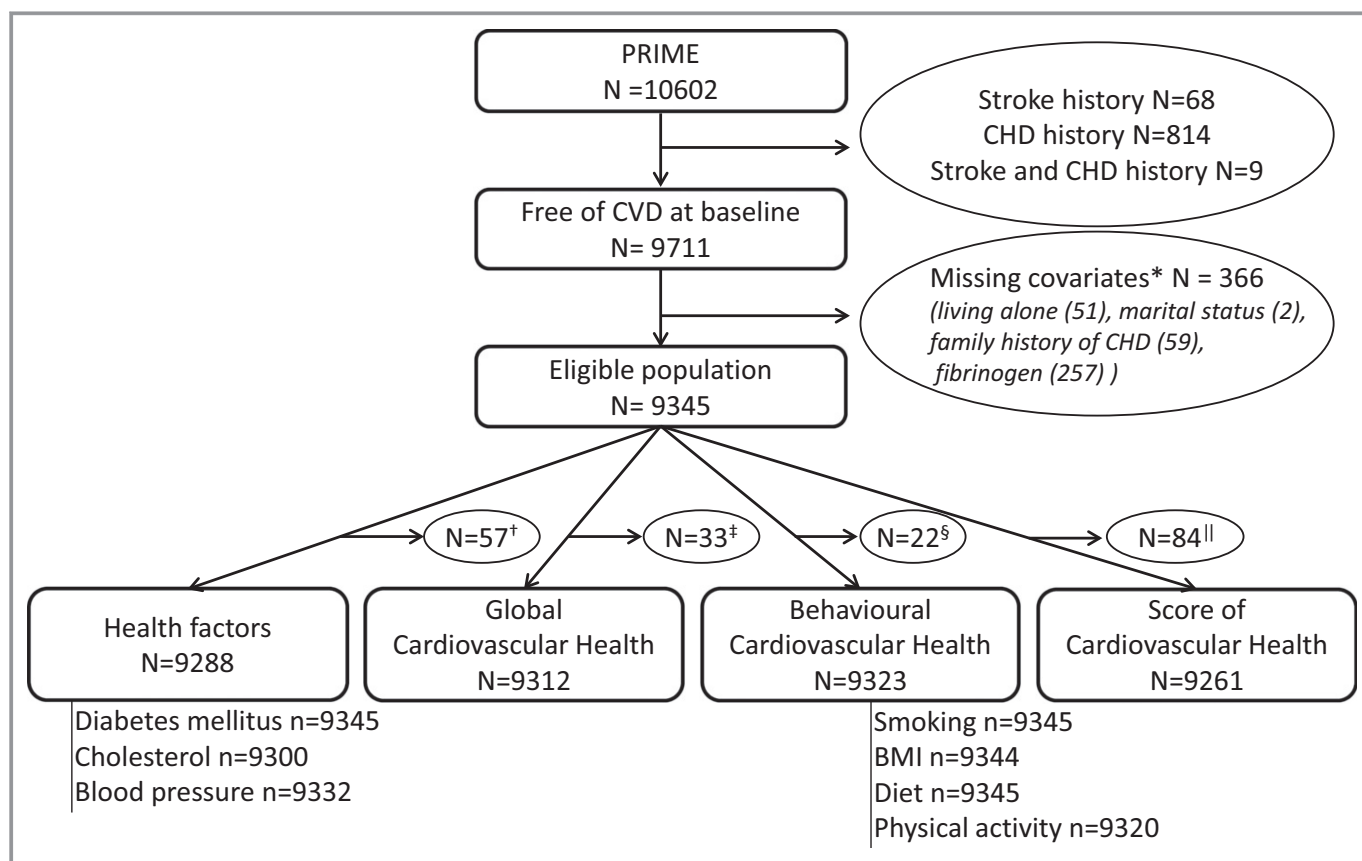 PRIME
N =10602
Stroke history N=68
CHD history N=814
Stroke and CHD history N=9
Free of CVD at baseline
N= 9711
Missing covariates* N = 366
(living alone (51), marital status (2),
family history of CHD (59),
fibrinogen (257) )
Eligible population
N= 9345
N=57†
N=33‡
N=22§
N=84||
Health factors
N=9288
Global
Cardiovascular Health
N=9312
Behavioural
Cardiovascular Health
N=9323
Score of
Cardiovascular Health
N=9261
Diabetes mellitus n=9345
Cholesterol n=9300
Blood pressure n=9332
Smoking n=9345
BMI n=9344
Diet n=9345
Physical activity n=9320